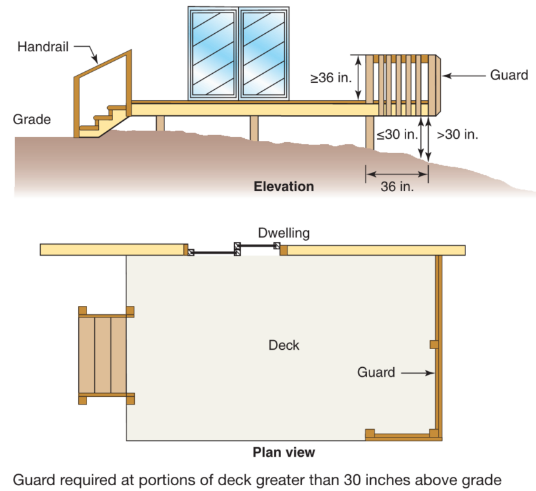 Handrail
≥36 in.
Guard
Grade
≤30 in.
>30 in.
Elevation
36 in.
Dwelling
Deck
Guard
Plan view
Guard required at portions of deck greater than 30 inches above grade